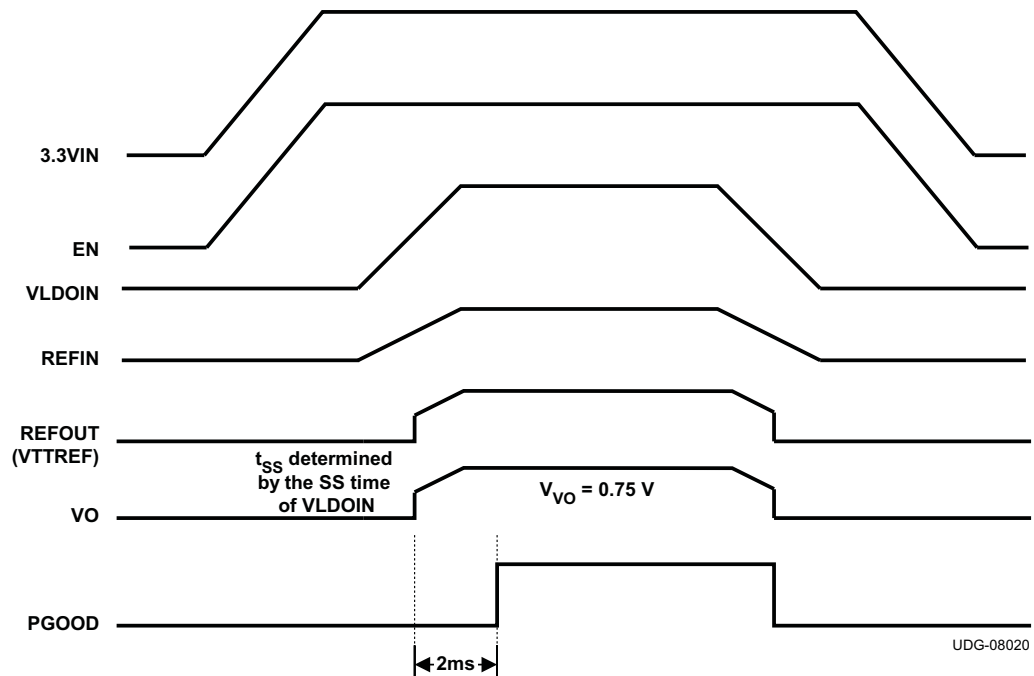 3.3VIN
EN
VLDOIN
REFIN
REFOUT
(VTTREF)
tSS determined
by the SS time
of VLDOIN
VVO = 0.75 V
VO
PGOOD
UDG-08020
2ms